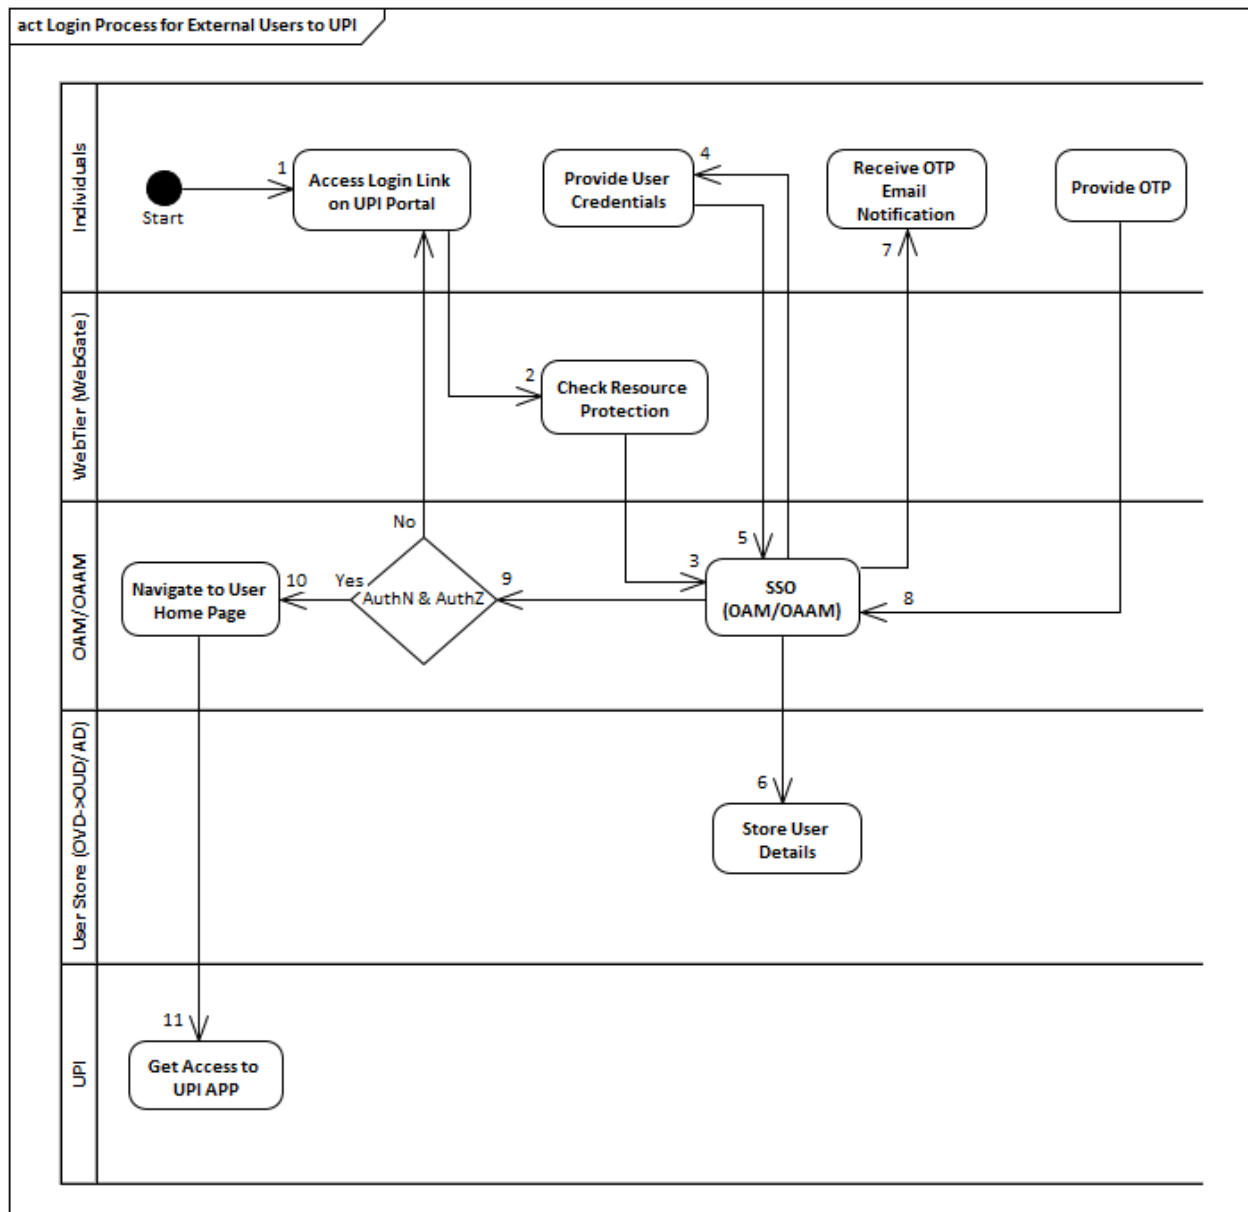 act Login Process for External Users to UPI
Individuals
Start
1
Access Login Link
on UPI Portal
Provide User
Credentials
4
Receive OTP
Email
Notification
7
Provide OTP
WebTier (WebGate)
2
Check Resource
Protection
OAM/OAAM
No
Navigate to User
Home Page
10
Yes
AuthN & AuthZ
9
5
3
SSO
(OAM/OAAM)
8
User Store (OVD->OUD/AD)
6
Store User
Details
UPI
11
Get Access to
UPI APP